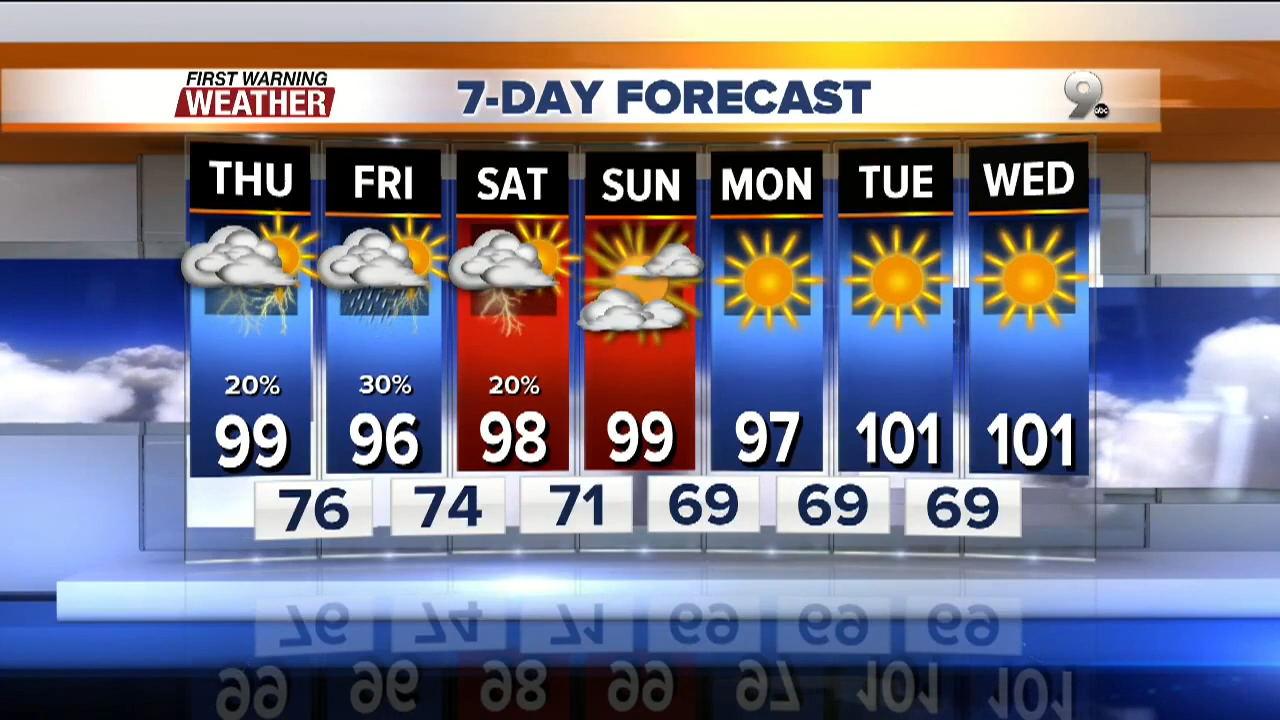 FIRST WARNING
WEATHER
7-DAY FORECAST
9
abc
THU FRI SAT SUN MON TUE WED
20% 30% 20%
99 96 98 99 97 101 101
76 74 71 69 69 69